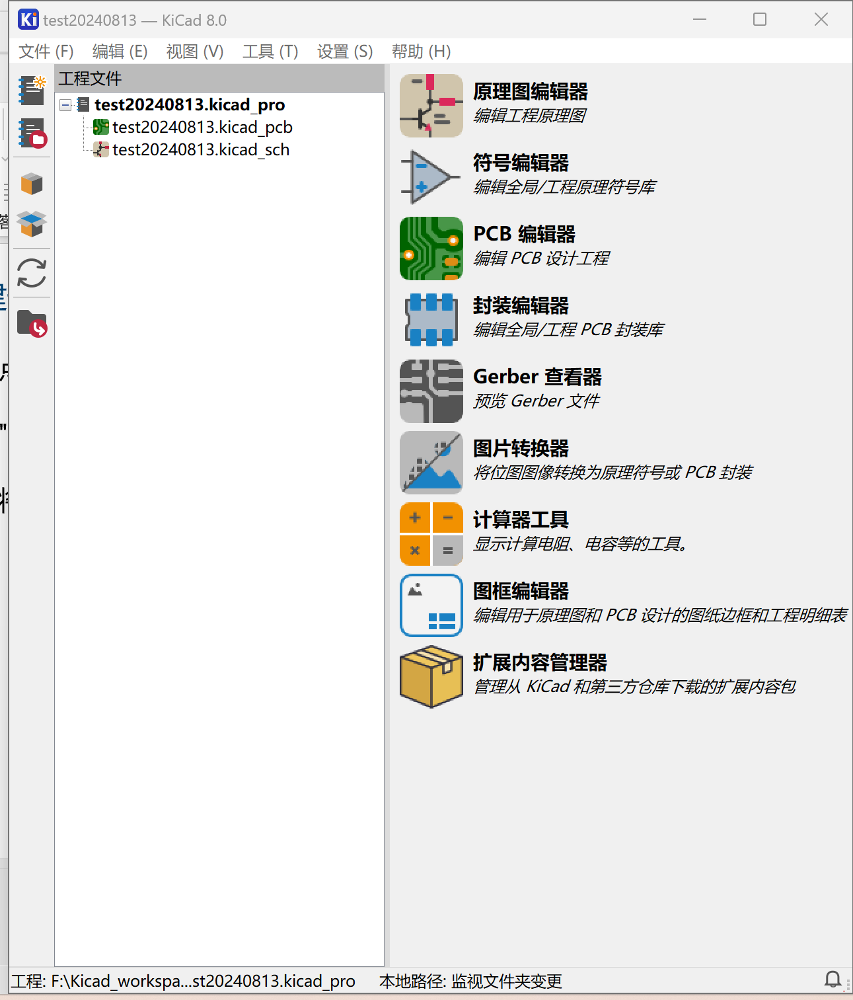 test20240813 — KiCad 8.0
文件 (F) 编辑 (E) 视图 (V) 工具 (T) 设置 (S) 帮助 (H)
工程文件
test20240813.kicad_pro
test20240813.kicad_pcb
test20240813.kicad_sch
原理图编辑器
编辑工程原理图
符号编辑器
编辑全局/工程原理符号库
PCB 编辑器
编辑 PCB 设计工程
封装编辑器
编辑全局/工程 PCB 封装库
Gerber 查看器
预览 Gerber 文件
图片转换器
将位图图像转换为原理符号或 PCB 封装
计算器工具
显示计算电阻、电容等的工具。
图框编辑器
编辑用于原理图和 PCB 设计的图纸边框和工程明细表
扩展内容管理器
管理从 KiCad 和第三方仓库下载的扩展内容包
工程: F:\Kicad_workspa...st20240813.kicad_pro 本地路径: 监视文件夹变更